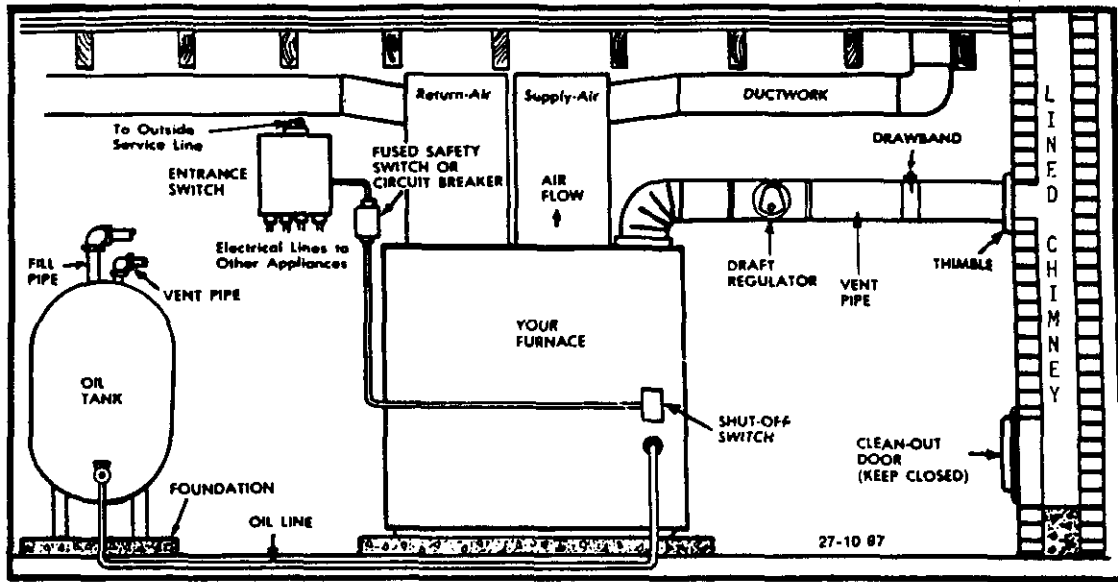 Return-Air
Supply-Air
DUCTWORK
To Outside
Service Line
ENTRANCE
SWITCH
FUSED SAFETY
SWITCH OR
CIRCUIT BREAKER
AIR
FLOW
DRAWBAND
LINED CHIMNEY
Electrical Lines to
Other Appliances
FILL
PIPE
VENT PIPE
DRAFT
REGULATOR
VENT
PIPE
THIMBLE
YOUR
FURNACE
OIL
TANK
SHUT-OFF
SWITCH
CLEAN-OUT
DOOR
(KEEP CLOSED)
FOUNDATION
OIL LINE
27-10 87